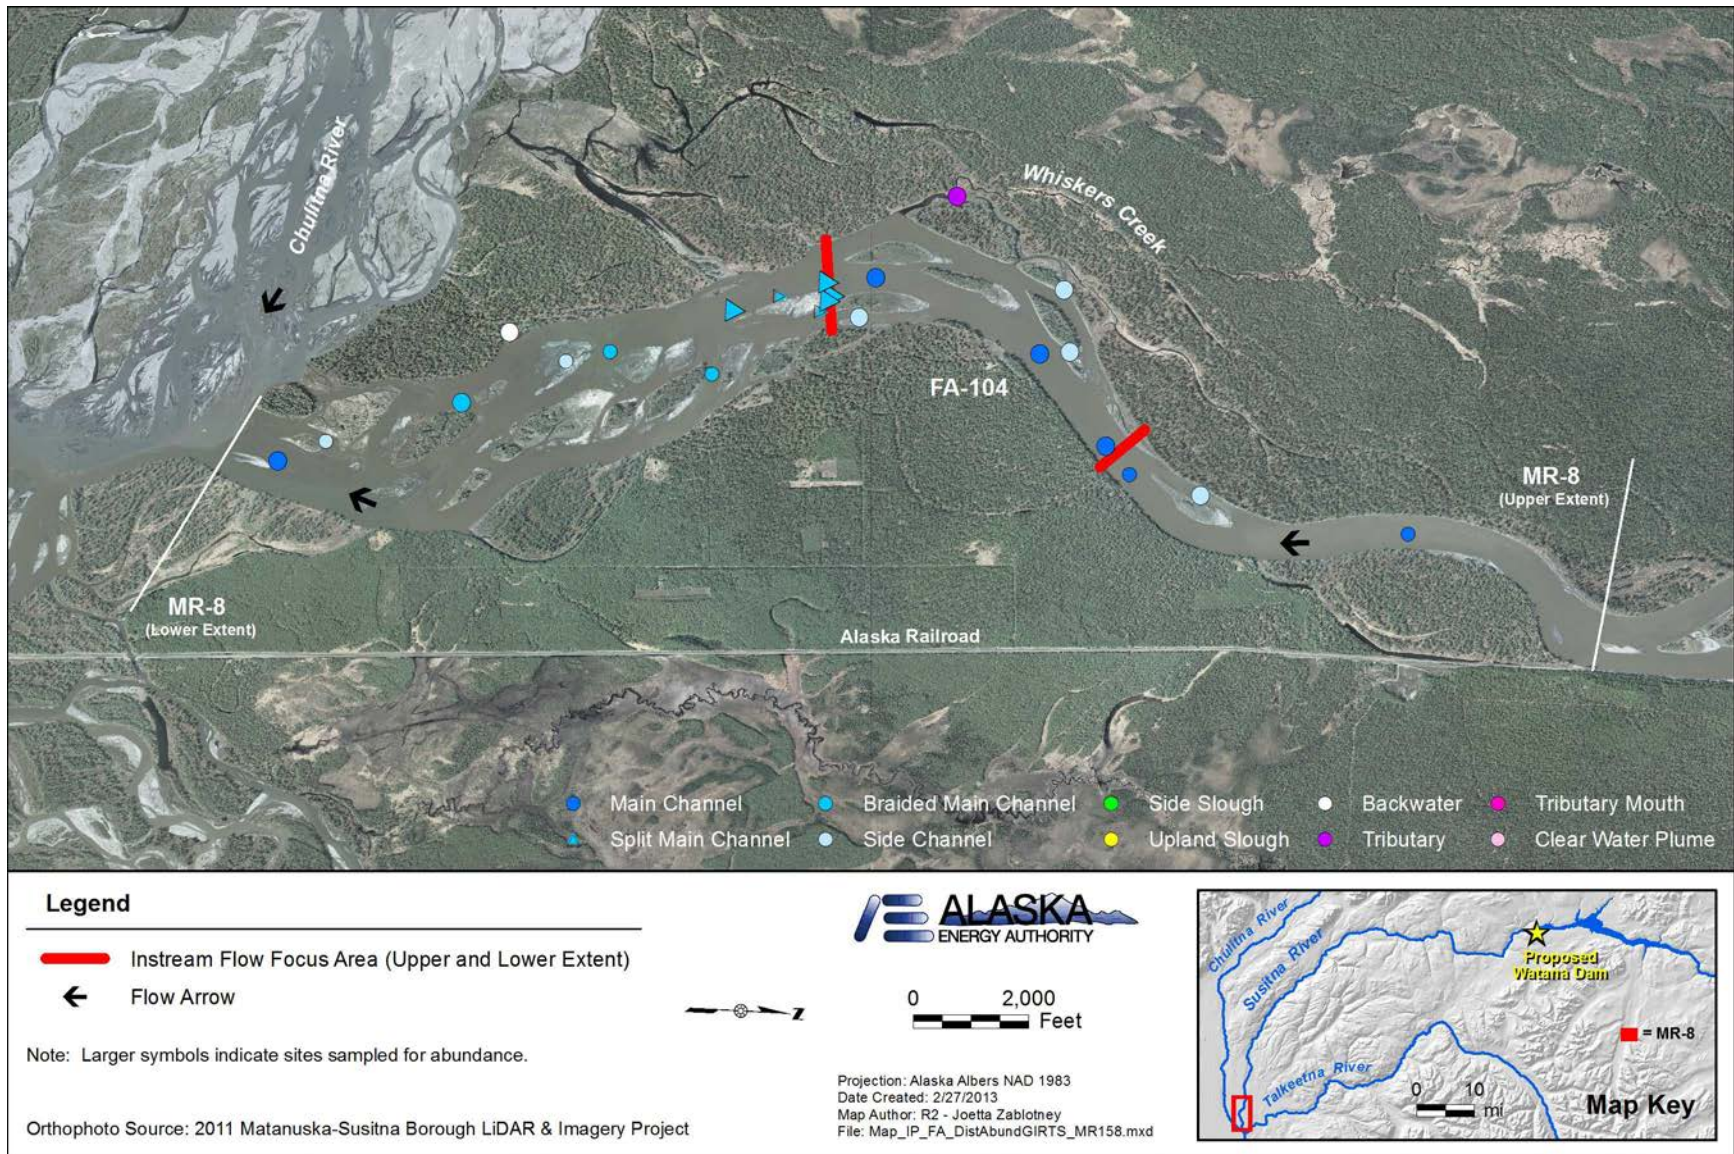 Chulitna River
Whiskers Creek
FA-104
MR-8
(Upper Extent)
MR-8
(Lower Extent)
Alaska Railroad
Main Channel
Braided Main Channel
Side Slough
Backwater
Tributary Mouth
Split Main Channel
Side Channel
Upland Slough
Tributary
Clear Water Plume
Legend
Instream Flow Focus Area (Upper and Lower Extent)
Flow Arrow
Note: Larger symbols indicate sites sampled for abundance.
Orthophoto Source: 2011 Matanuska-Susitna Borough LiDAR & Imagery Project
ALASKA
ENERGY AUTHORITY
N
0 2,000
Feet
Projection: Alaska Albers NAD 1983
Date Created: 2/27/2013
Map Author: R2 - Joetta Zablotney
File: Map_IP_FA_DistAbundGIRTS_MR158.mxd
Chulitna River
Susitna River
Proposed
Watana Dam
= MR-8
Talkeetna River
0 10
mi
Map Key